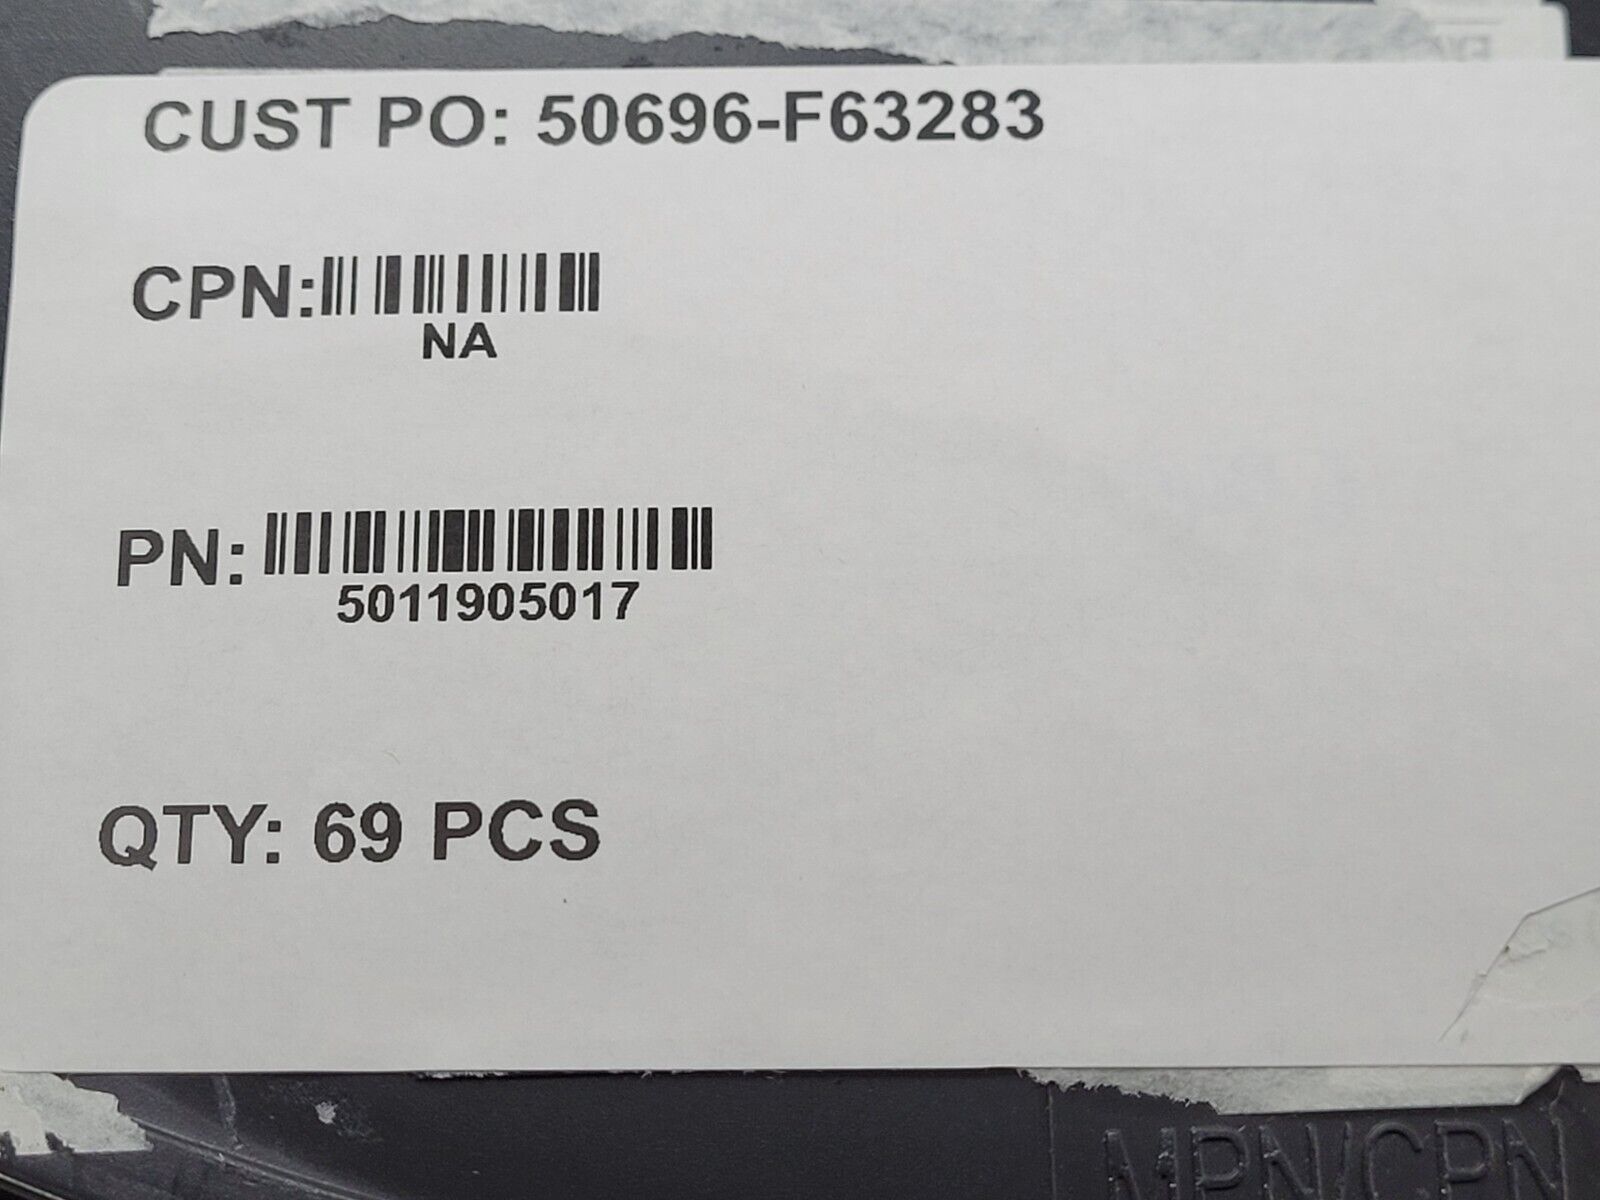 CUST PO: 50696-F63283
CPN:
NA
PN:
5011905017
QTY: 69 PCS
MPN/CPN